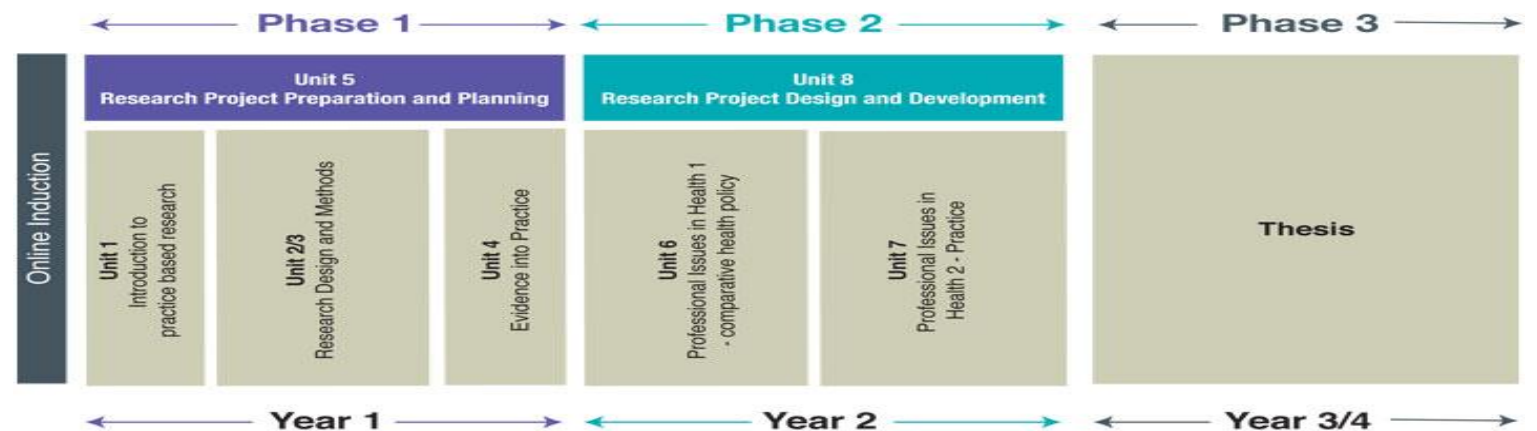 Phase 1
Phase 2
Phase 3
Online Induction
Unit 5
Research Project Preparation and Planning
Unit 8
Research Project Design and Development
Unit 1
Introduction to
practice based research
Unit 2/3
Research Design and Methods
Unit 4
Evidence into Practice
Unit 6
Professional Issues in Health 1
- comparative health policy
Unit 7
Professional Issues in
Health 2 - Practice
Thesis
Year 1
Year 2
Year 3/4